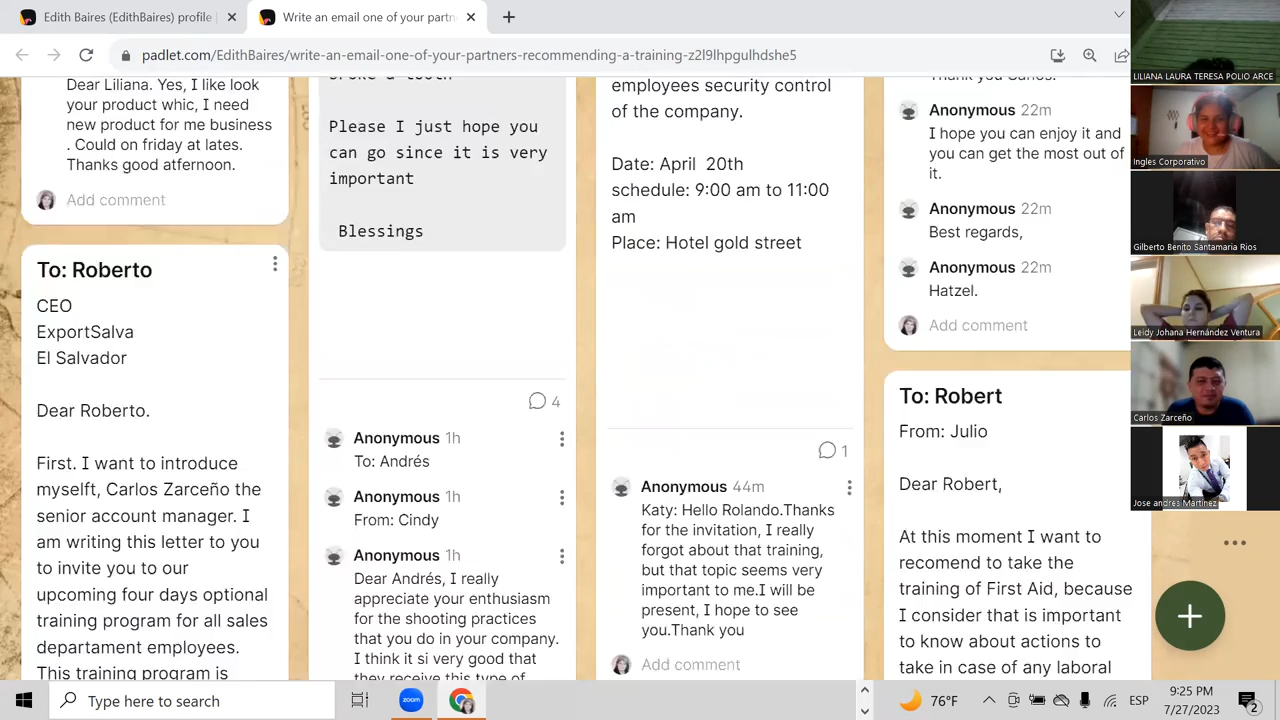 Edith Baires (EdithBaires) profile
Write an email one of your partn
padlet.com/EdithBaires/write-an-email-one-of-your-partners-recommending-a-training-z2l9lhpgulhdshe5
Dear Liliana. Yes, I like look
your product whic, I need
new product for me business
. Could on friday at lates.
Thanks good afternoon.
Add comment
To: Roberto
CEO
ExportSalva
El Salvador
Dear Roberto.
First. I want to introduce
myselft, Carlos Zarceño the
senior account manager. I
am writing this letter to you
to invite you to our
upcoming four days optional
training program for all sales
departament employees.
This training program is
broke a tooth
Please I just hope you
can go since it is very
important
Blessings
4
Anonymous 1h
To: Andrés
Anonymous 1h
From: Cindy
Anonymous 1h
Dear Andrés, I really
appreciate your enthusiasm
for the shooting practices
that you do in your company.
I think it si very good that
they receive this type of
employees security control
of the company.
Date: April 20th
schedule: 9:00 am to 11:00
am
Place: Hotel gold street
1
Anonymous 44m
Katy: Hello Rolando.Thanks
for the invitation, I really
forgot about that training,
but that topic seems very
important to me.I will be
present, I hope to see
you.Thank you
Add comment
Thank you Carlos.
Anonymous 22m
I hope you can enjoy it and
you can get the most out of
it.
Anonymous 22m
Best regards,
Anonymous 22m
Hatzel.
Add comment
To: Robert
From: Julio
Dear Robert,
At this moment I want to
recomend to take the
training of First Aid, because
I consider that is important
to know about actions to
take in case of any laboral
LILIANA LAURA TERESA POLIO ARCE
Ingles Corporativo
Gilberto Benito Santamaria Rios
Leidy Johana Hernández Ventura
Carlos Zarceño
Jose andres Martinez
Type here to search
zoom
76°F
ESP
9:25 PM
7/27/2023
2